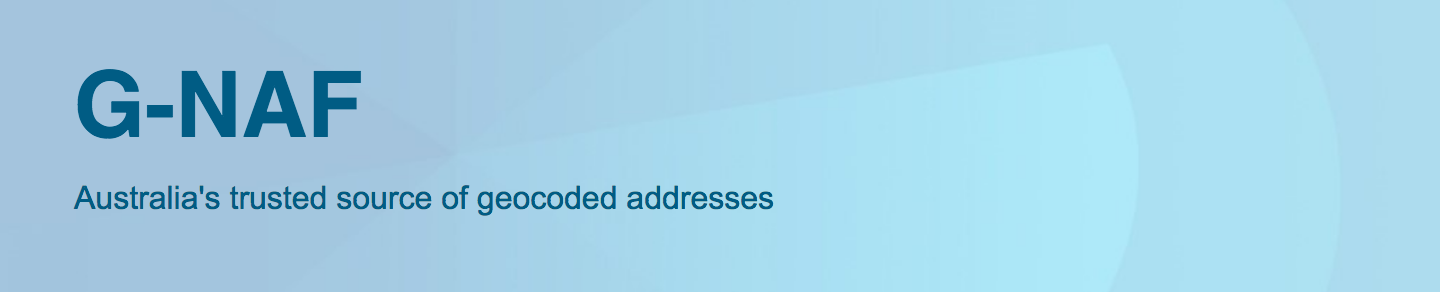 G-NAF
Australia's trusted source of geocoded addresses